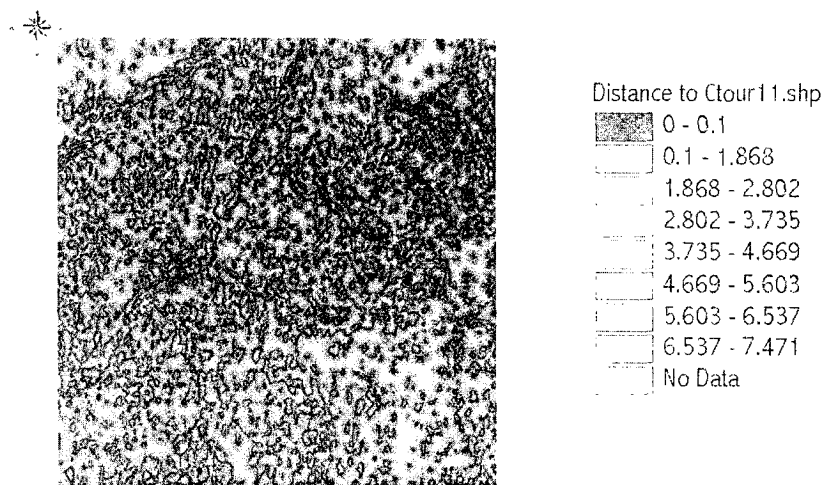 Distance to Ctour11.shp
0 - 0.1
0.1 - 1.868
1.868 - 2.802
2.802 - 3.735
3.735 - 4.669
4.669 - 5.603
5.603 - 6.537
6.537 - 7.471
No Data